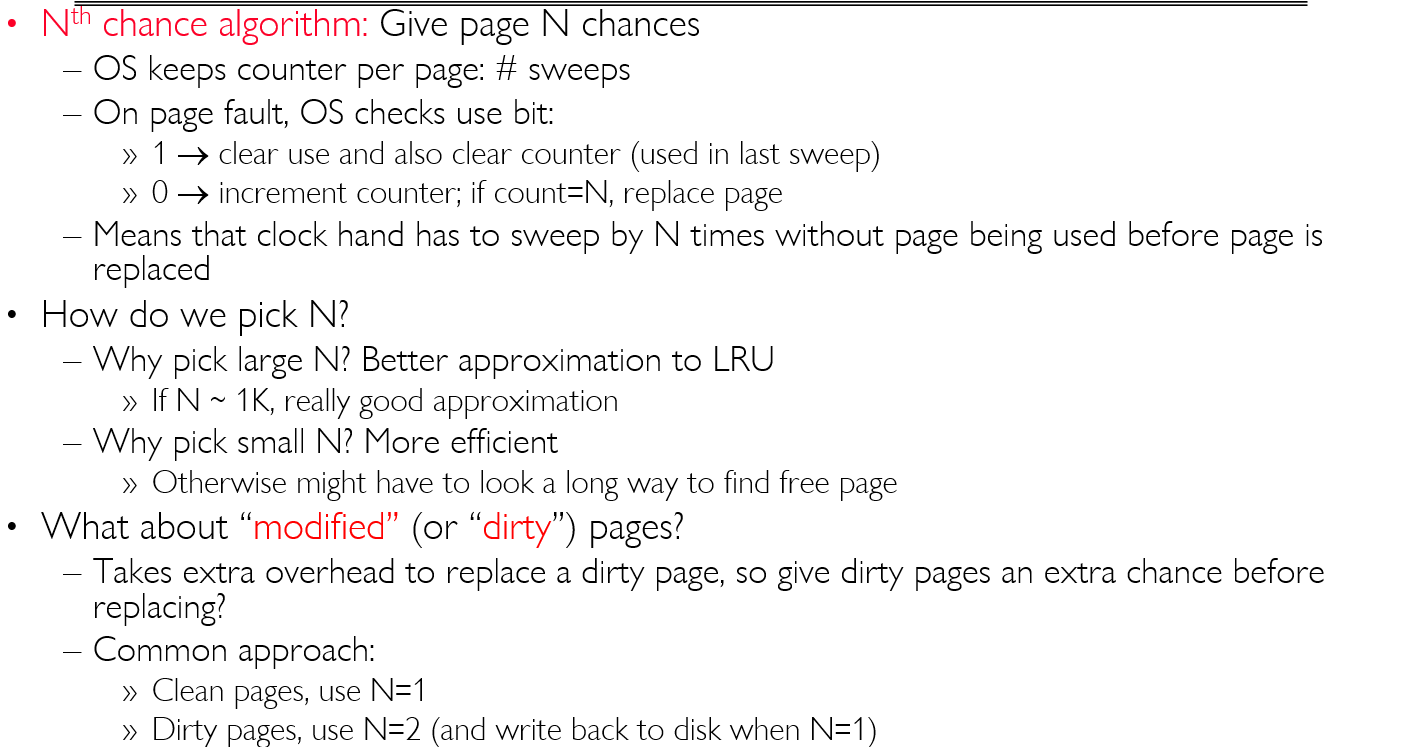 • Nth chance algorithm: Give page N chances
– OS keeps counter per page: # sweeps
– On page fault, OS checks use bit:
» 1 → clear use and also clear counter (used in last sweep)
» 0 → increment counter; if count=N, replace page
– Means that clock hand has to sweep by N times without page being used before page is
replaced
• How do we pick N?
– Why pick large N? Better approximation to LRU
» If N ~ 1K, really good approximation
– Why pick small N? More efficient
» Otherwise might have to look a long way to find free page
• What about “modified” (or “dirty”) pages?
– Takes extra overhead to replace a dirty page, so give dirty pages an extra chance before
replacing?
– Common approach:
» Clean pages, use N=1
» Dirty pages, use N=2 (and write back to disk when N=1)